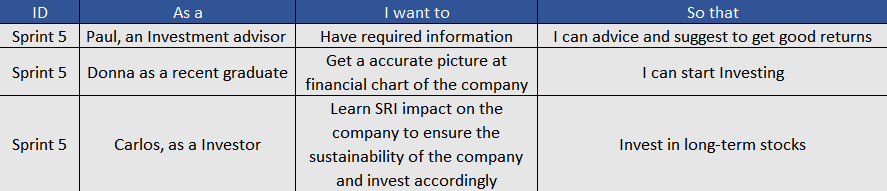 ID As a I want to So that
Sprint 5 Paul, an Investment advisor Have required information I can advice and suggest to get good returns
Sprint 5 Donna as a recent graduate Get a accurate picture at
financial chart of the company I can start Investing
Sprint 5 Carlos, as a Investor Learn SRI impact on the
company to ensure the
sustainability of the company
and invest accordingly Invest in long-term stocks